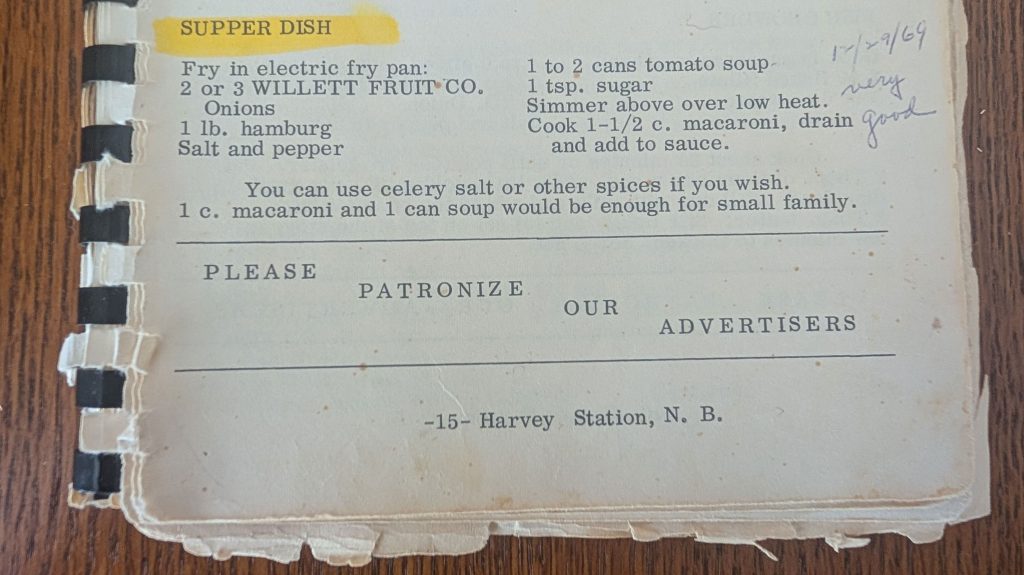 SUPPER DISH
Fry in electric fry pan:
2 or 3 WILLETT FRUIT CO.
Onions
1 lb. hamburg
Salt and pepper
1 to 2 cans tomato soup
1 tsp. sugar
Simmer above over low heat.
Cook 1-1/2 c. macaroni, drain
and add to sauce.
12/29/69
very
good
You can use celery salt or other spices if you wish.
1 c. macaroni and 1 can soup would be enough for small family.
PLEASE
PATRONIZE
OUR
ADVERTISERS
-15- Harvey Station, N. B.